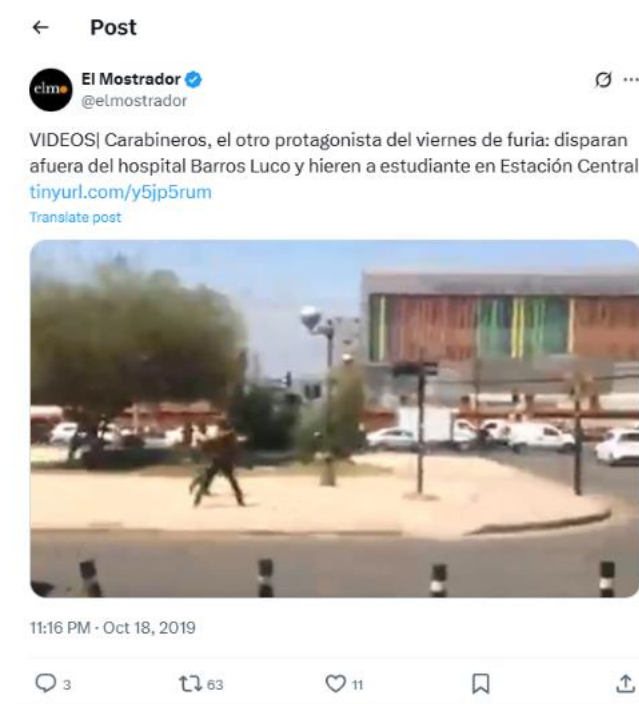 Post
elmo
El Mostrador
@elmostrador
VIDEOS| Carabineros, el otro protagonista del viernes de furia: disparan
afuera del hospital Barros Luco y hieren a estudiante en Estación Central
tinyurl.com/y5jp5rum
Translate post
11:16 PM · Oct 18, 2019
3
63
11